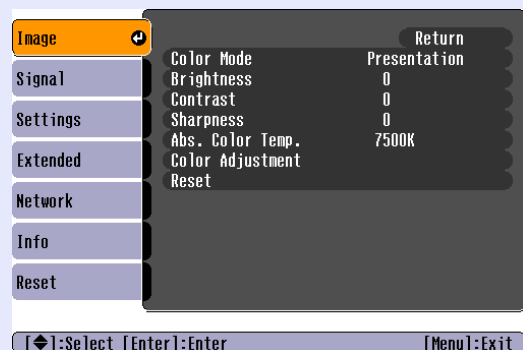 Image
Signal
Settings
Extended
Network
Info
Reset
Return
Color Mode Presentation
Brightness 0
Contrast 0
Sharpness 0
Abs. Color Temp. 7500K
Color Adjustment
Reset
[◆]:Select [Enter]:Enter [Menu]:Exit